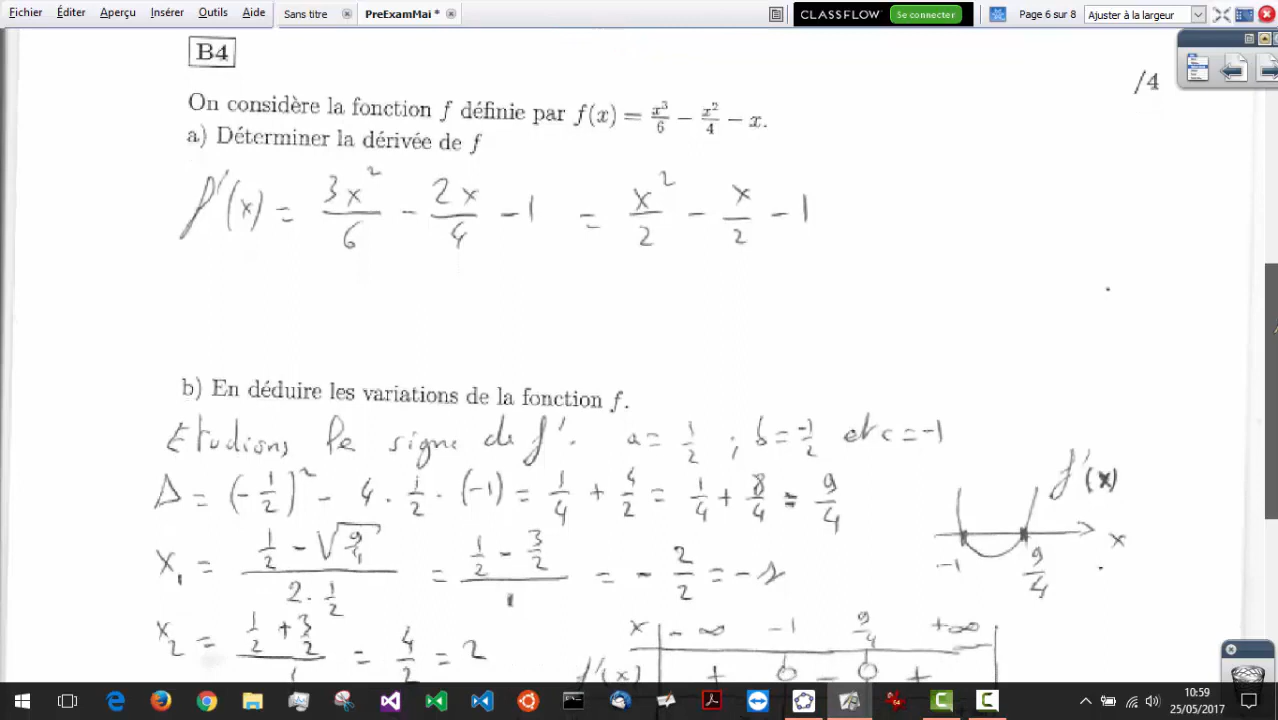 Fichier Éditer Aperçu Insérer Outils Aide Sans titre PreExamMai * CLASSFLOW Se connecter Page 6 sur 8 Ajuster à la largeur
B4
/4
On considère la fonction f définie par f(x) = x³/6 − x²/4 − x.
a) Déterminer la dérivée de f
f'(x) = 3x²/6 − 2x/4 − 1 = x²/2 − x/2 − 1
b) En déduire les variations de la fonction f.
Etudions le signe de f'. a = 1/2 ; b = −1/2 et c = −1
Δ = (−1/2)² − 4 · 1/2 · (−1) = 1/4 + 4/2 = 1/4 + 8/4 = 9/4
f'(x)
x
−1
9/4
x₁ = (1/2 − √(9/4))/(2 · 1/2) = (1/2 − 3/2)/1 = −2/2 = −1
x₂ = (1/2 + 3/2)/1 = 4/2 = 2
x −∞ −1 9/4 +∞
f'(x) + 0 − 0 +
64
10:59
25/05/2017